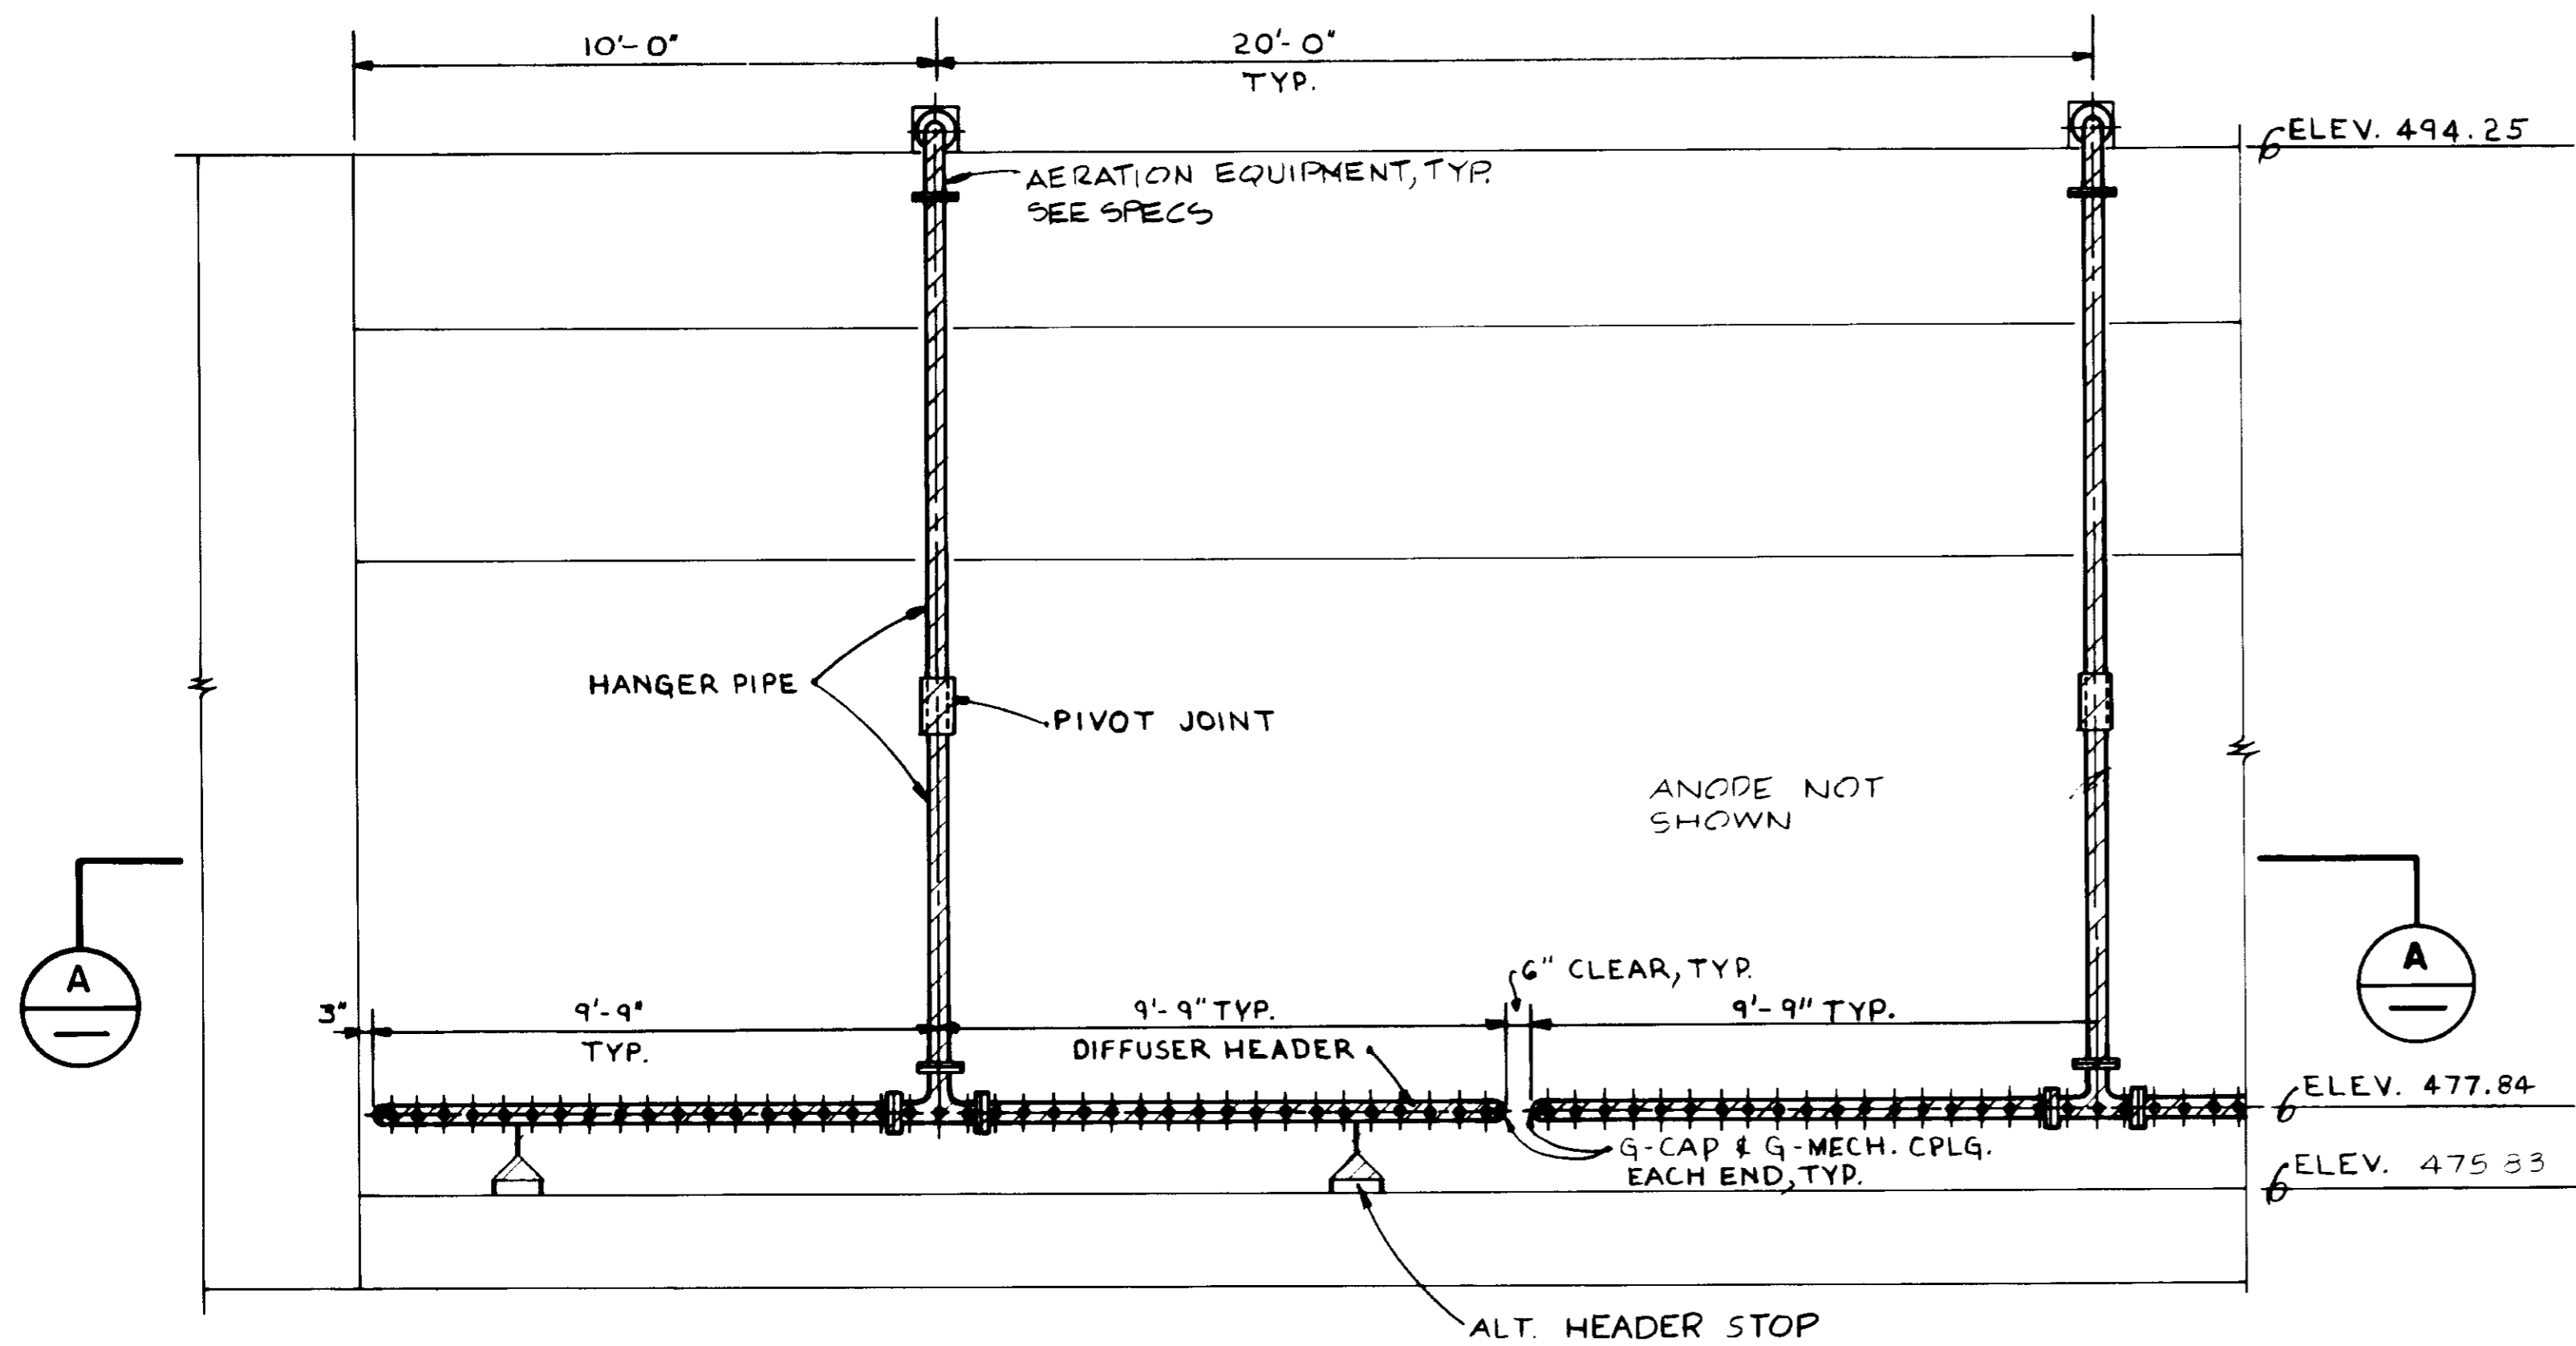 10'-0"
20'-0"
TYP.
ELEV. 494.25
AERATION EQUIPMENT, TYP.
SEE SPECS
HANGER PIPE
PIVOT JOINT
ANODE NOT
SHOWN
A
A
6" CLEAR, TYP.
3"
9'-9"
TYP.
9'-9" TYP.
9'-9" TYP.
DIFFUSER HEADER
ELEV. 477.84
G-CAP & G-MECH. CPLG.
EACH END, TYP.
ELEV. 475 83
ALT. HEADER STOP